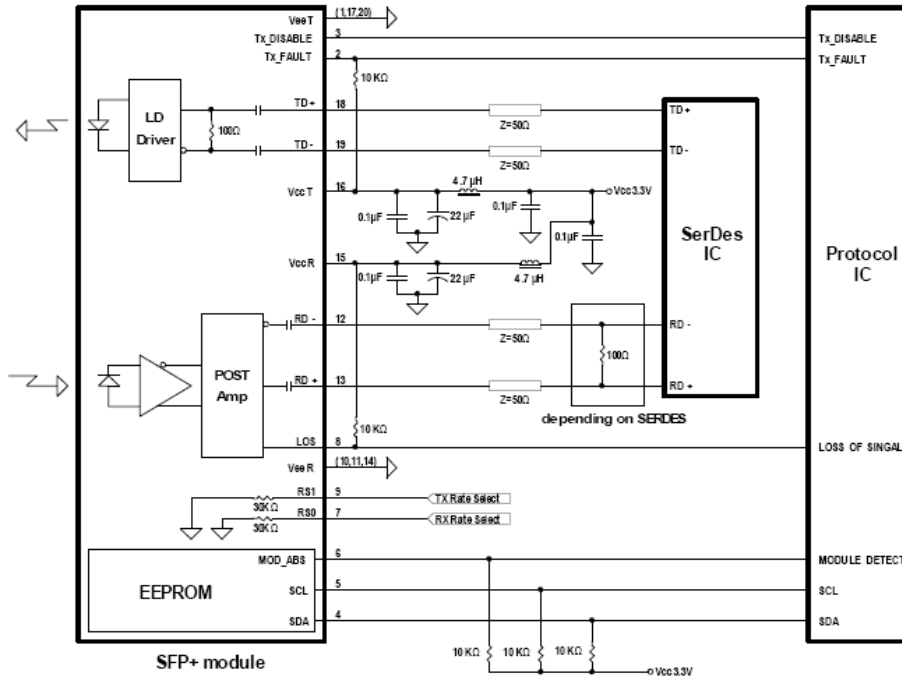 VeeT (1,17,20)
Tx_DISABLE 3 Tx_DISABLE
Tx_FAULT 2 Tx_FAULT
10 KΩ
LD
Driver
100Ω
TD+ 18 Z=50Ω TD+
TD- 19 Z=50Ω TD-
VccT 16 4.7 μH Vcc3.3V
0.1μF 22 μF 0.1μF
0.1μF
SerDes
IC
Protocol
IC
VccR 15
0.1μF 22 μF 4.7 μH
RD - 12 Z=50Ω RD -
100Ω
POST
Amp
RD + 13 Z=50Ω RD +
depending on SERDES
10 KΩ
LOS 8 LOSS OF SINGAL
VeeR (10,11,14)
RS1 9 TX Rate Select
30KΩ
RS0 7 RX Rate Select
30KΩ
MOD_ABS 6 MODULE DETECT
EEPROM
SCL 5 SCL
SDA 4 SDA
10 KΩ 10 KΩ 10 KΩ
Vcc3.3V
SFP+ module